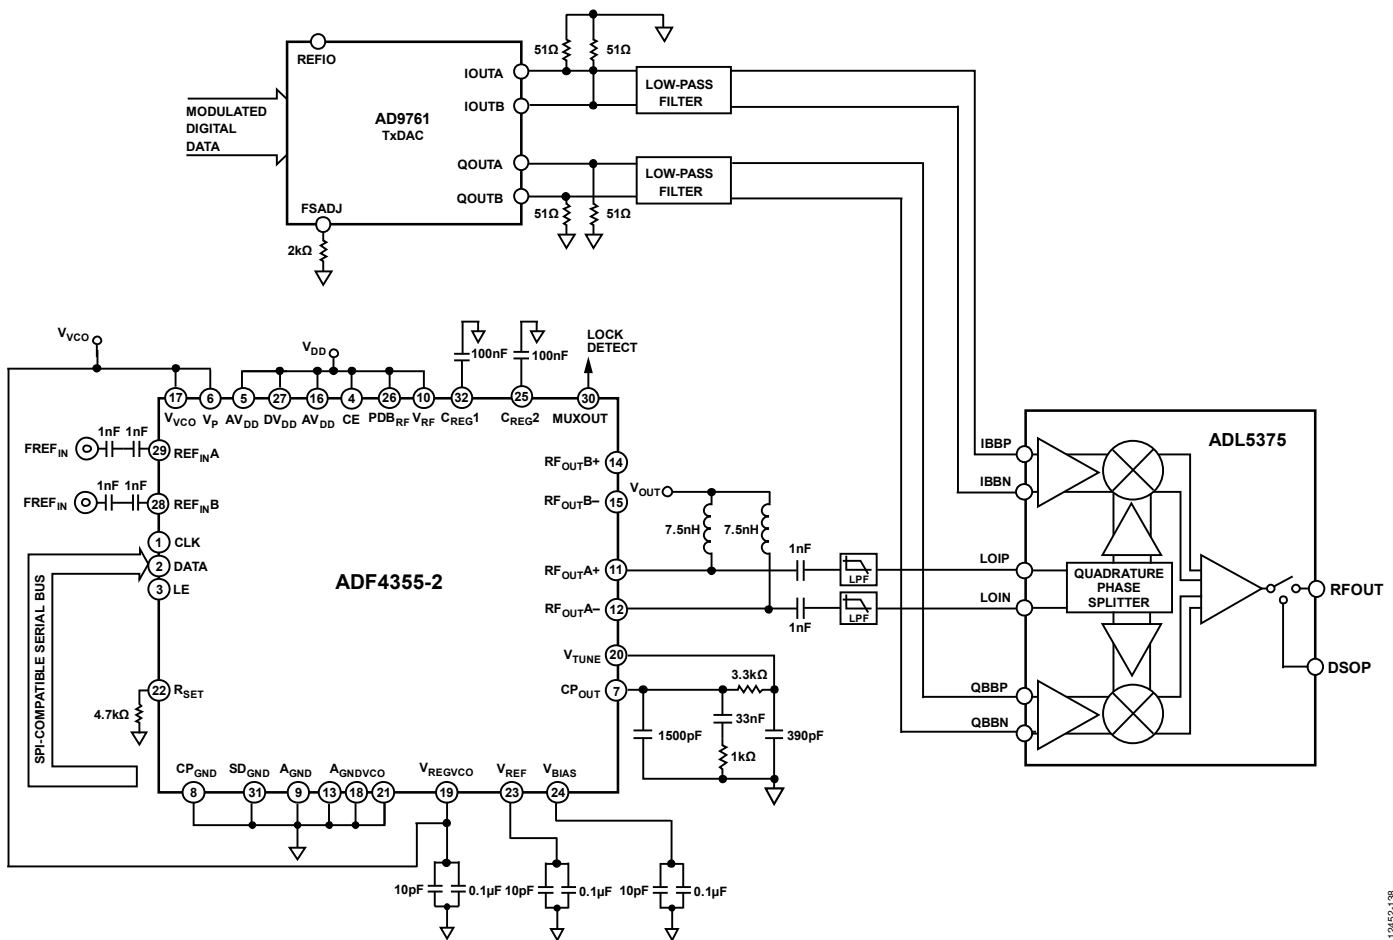 REFIO
MODULATED
DIGITAL
DATA
AD9761
TxDAC
IOUTA
IOUTB
QOUTA
QOUTB
FSADJ
2kΩ
51Ω
51Ω
LOW-PASS
FILTER
LOW-PASS
FILTER
51Ω
51Ω
VVCO
VDD
100nF
100nF
LOCK
DETECT
17
6
5
27
16
4
26
10
32
25
30
VVCO
VP
AVDD
DVDD
AVDD
CE
PDBRF
VRF
CREG1
CREG2
MUXOUT
FREFIN
1nF
1nF
29
REFINA
FREFIN
1nF
1nF
28
REFINB
1
CLK
2
DATA
3
LE
SPI-COMPATIBLE SERIAL BUS
ADF4355-2
22
RSET
4.7kΩ
RFOUTB+
14
RFOUTB–
15
VOUT
7.5nH
7.5nH
RFOUTA+
11
1nF
LPF
RFOUTA–
12
1nF
LPF
VTUNE
20
CPOUT
7
3.3kΩ
33nF
1500pF
390pF
1kΩ
CPGND
SDGND
AGND
AGNDVCO
VREGVCO
VREF
VBIAS
8
31
9
13
18
21
19
23
24
10pF
0.1µF
10pF
0.1µF
10pF
0.1µF
ADL5375
IBBP
IBBN
LOIP
LOIN
QUADRATURE
PHASE
SPLITTER
QBBP
QBBN
RFOUT
DSOP
12452-138